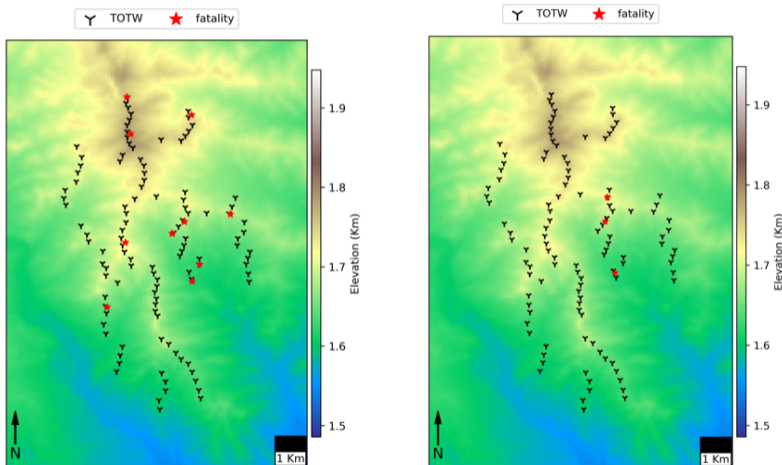 TOTW fatality
1.9
1.8
1.7
1.6
1.5
Elevation (Km)
N
1 Km
TOTW fatality
1.9
1.8
1.7
1.6
1.5
Elevation (Km)
N
1 Km